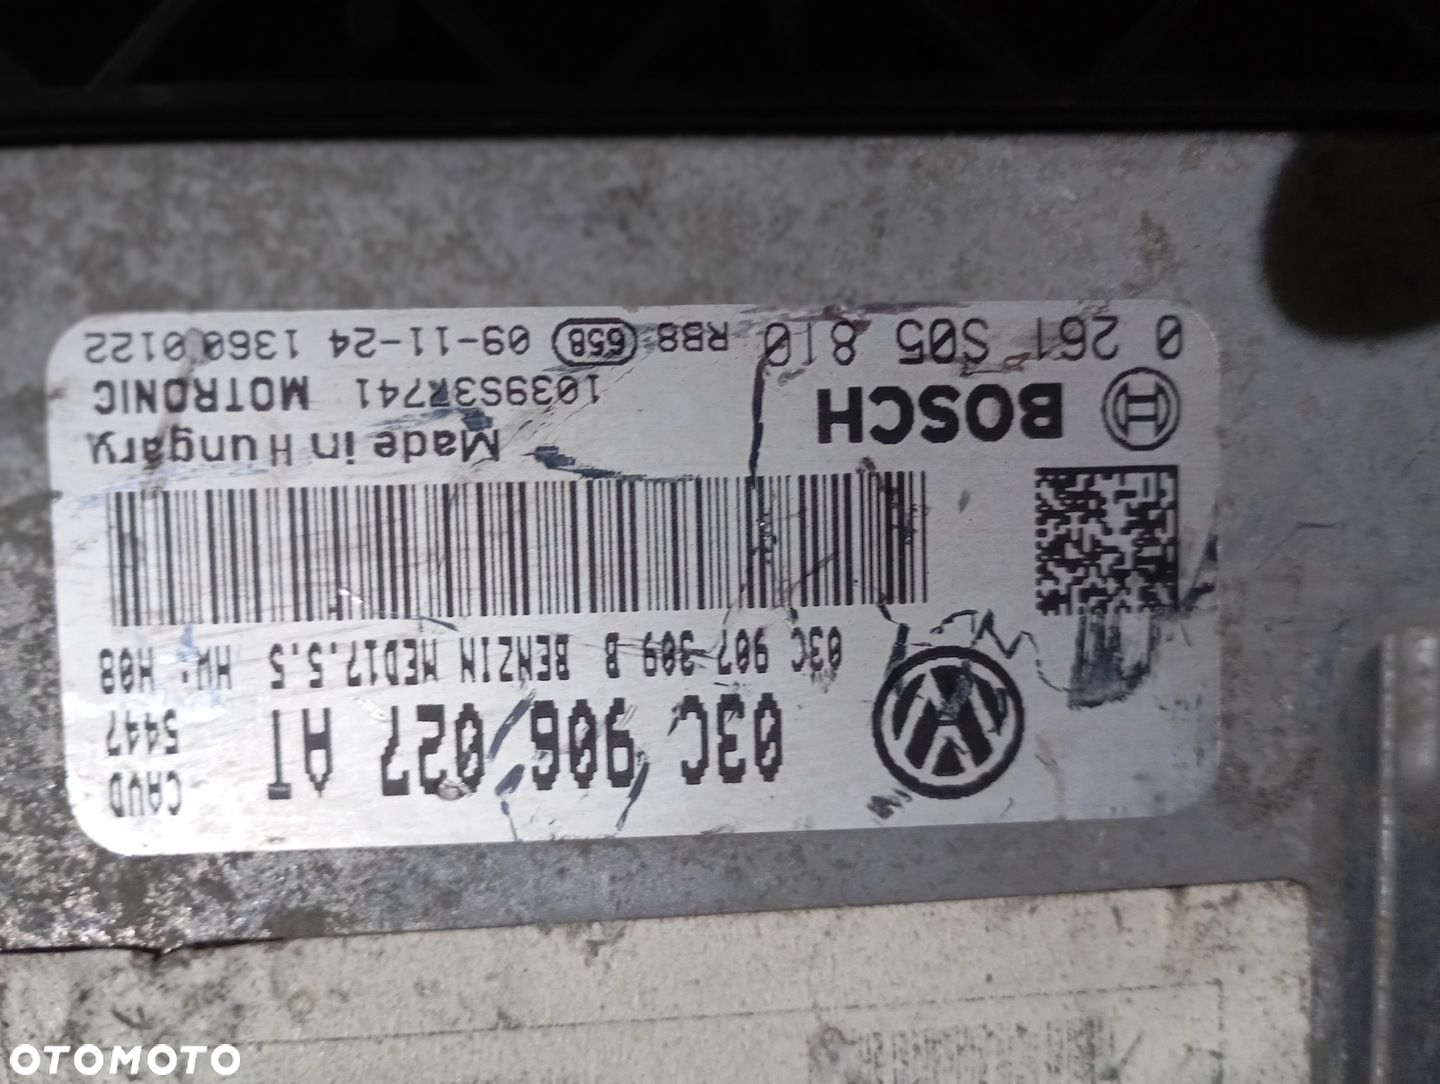 03C 906 027 AT
CAVD
5447
03C 907 309 B BENZIN MED17.5.5 HW: H08
BOSCH
Made in Hungary
1039S37741 MOTRONIC
0 261 S05 810 RB8 658 09-11-24 1360 0122
OTOMOTO